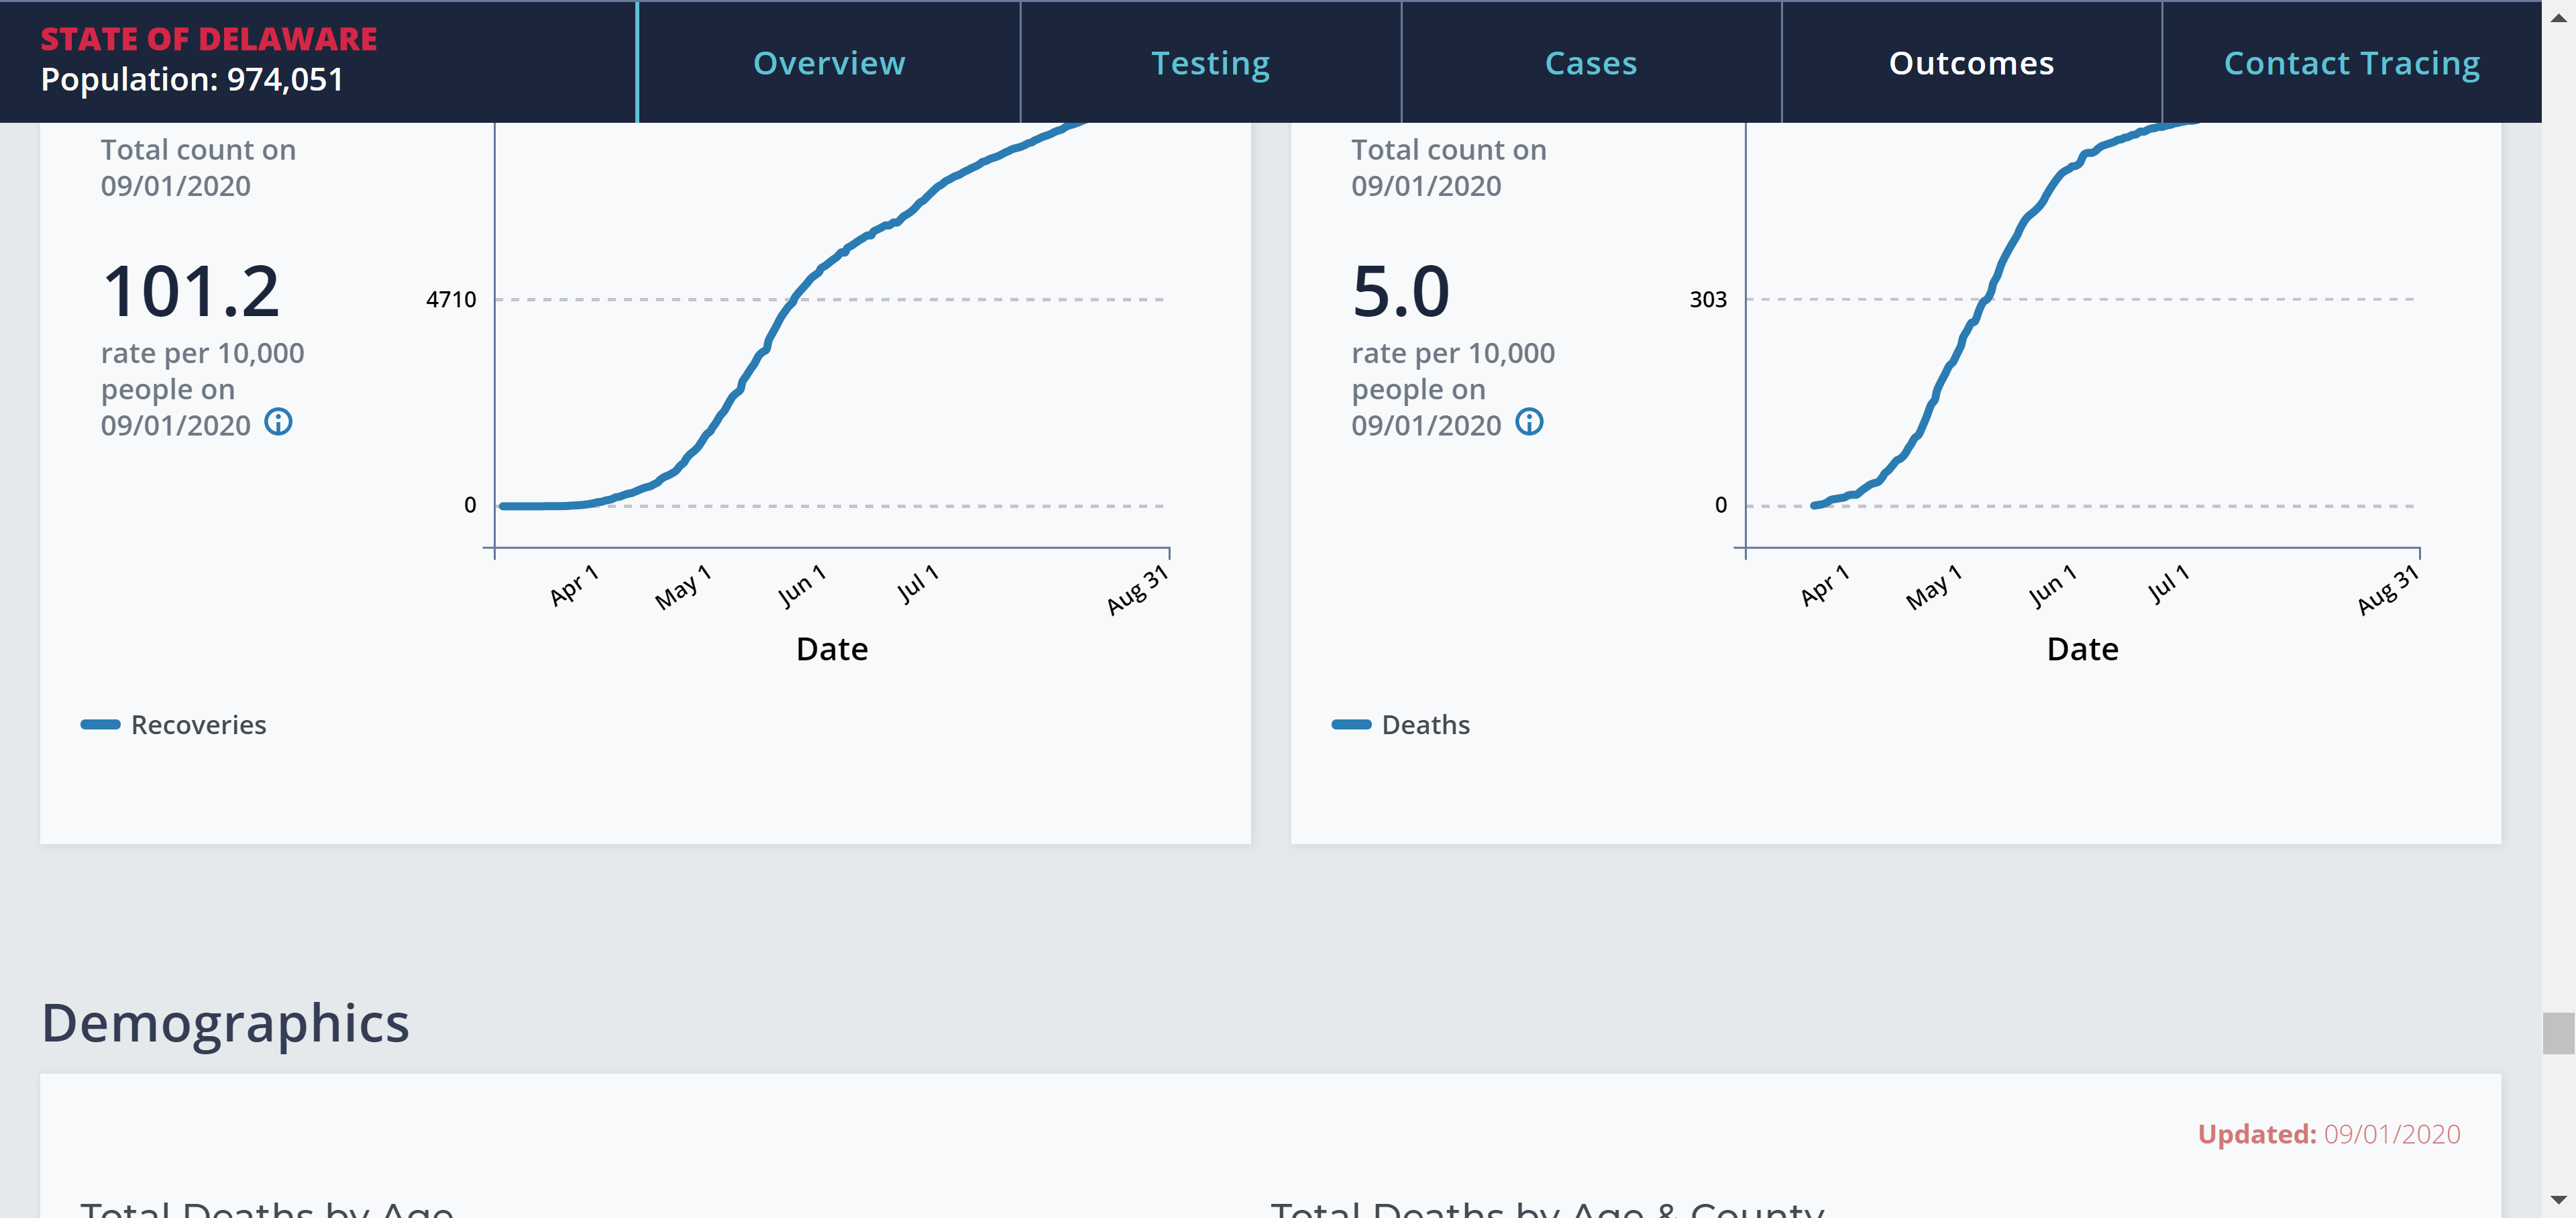 STATE OF DELAWARE
Population: 974,051
Overview
Testing
Cases
Outcomes
Contact Tracing
Total count on
09/01/2020
101.2
rate per 10,000
people on
09/01/2020
4710
0
Apr 1
May 1
Jun 1
Jul 1
Aug 31
Date
Recoveries
Total count on
09/01/2020
5.0
rate per 10,000
people on
09/01/2020
303
0
Apr 1
May 1
Jun 1
Jul 1
Aug 31
Date
Deaths
Demographics
Updated: 09/01/2020
Total Deaths by Age
Total Deaths by Age & County